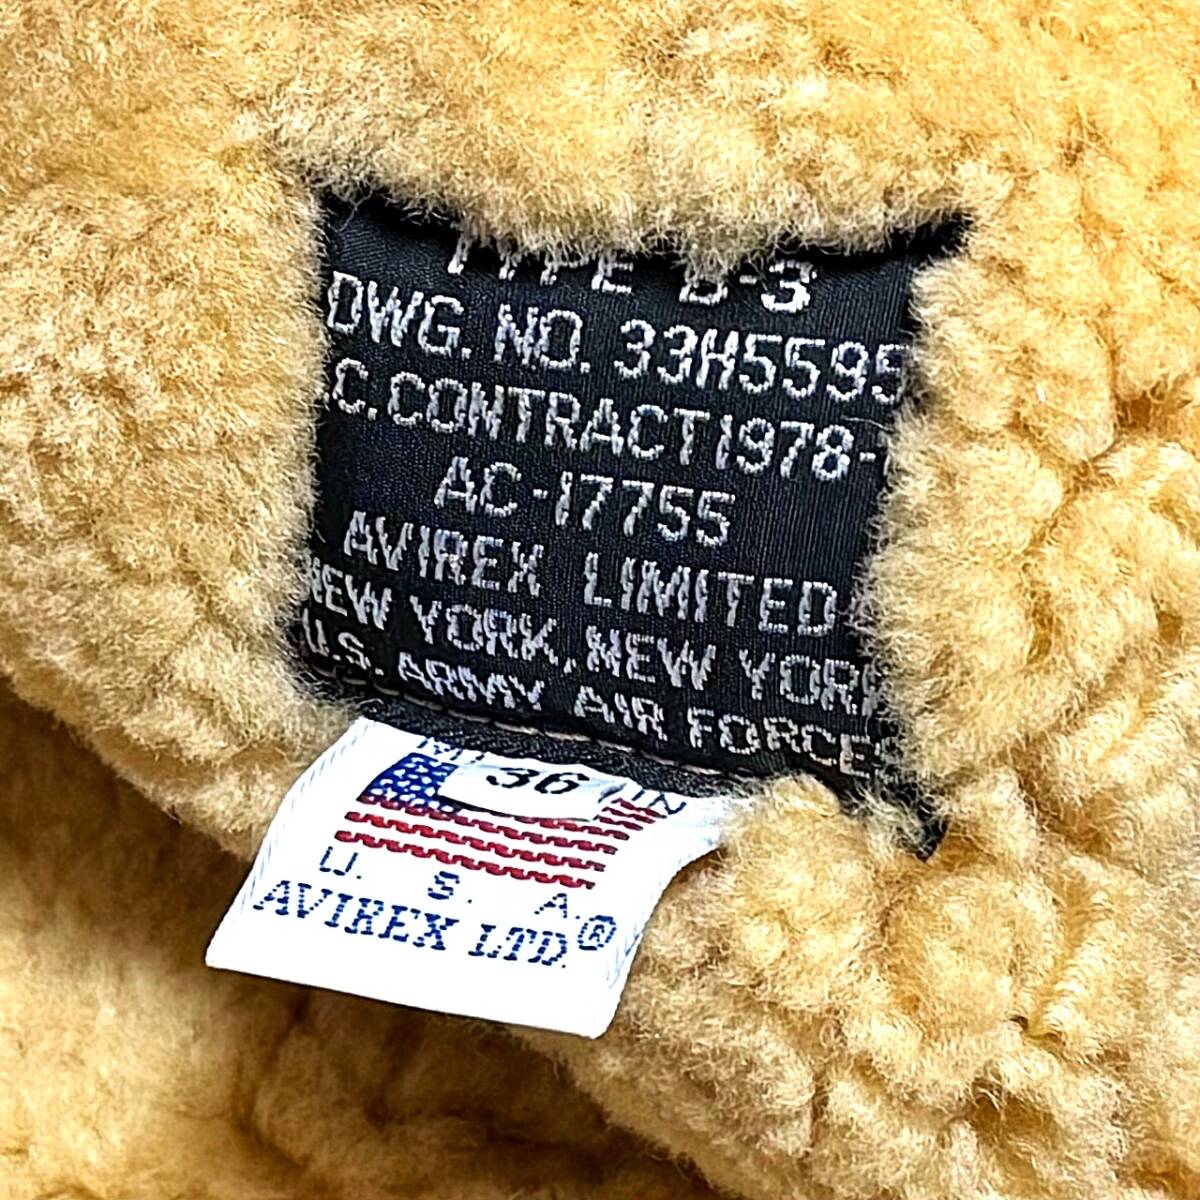 TYPE B-3
DWG. NO. 33H5595
.C. CONTRACT 1978-
AC-17755
AVIREX LIMITED
NEW YORK, NEW YORK
U.S. ARMY AIR FORCES
36
IN
U. S. A.
AVIREX LTD.®